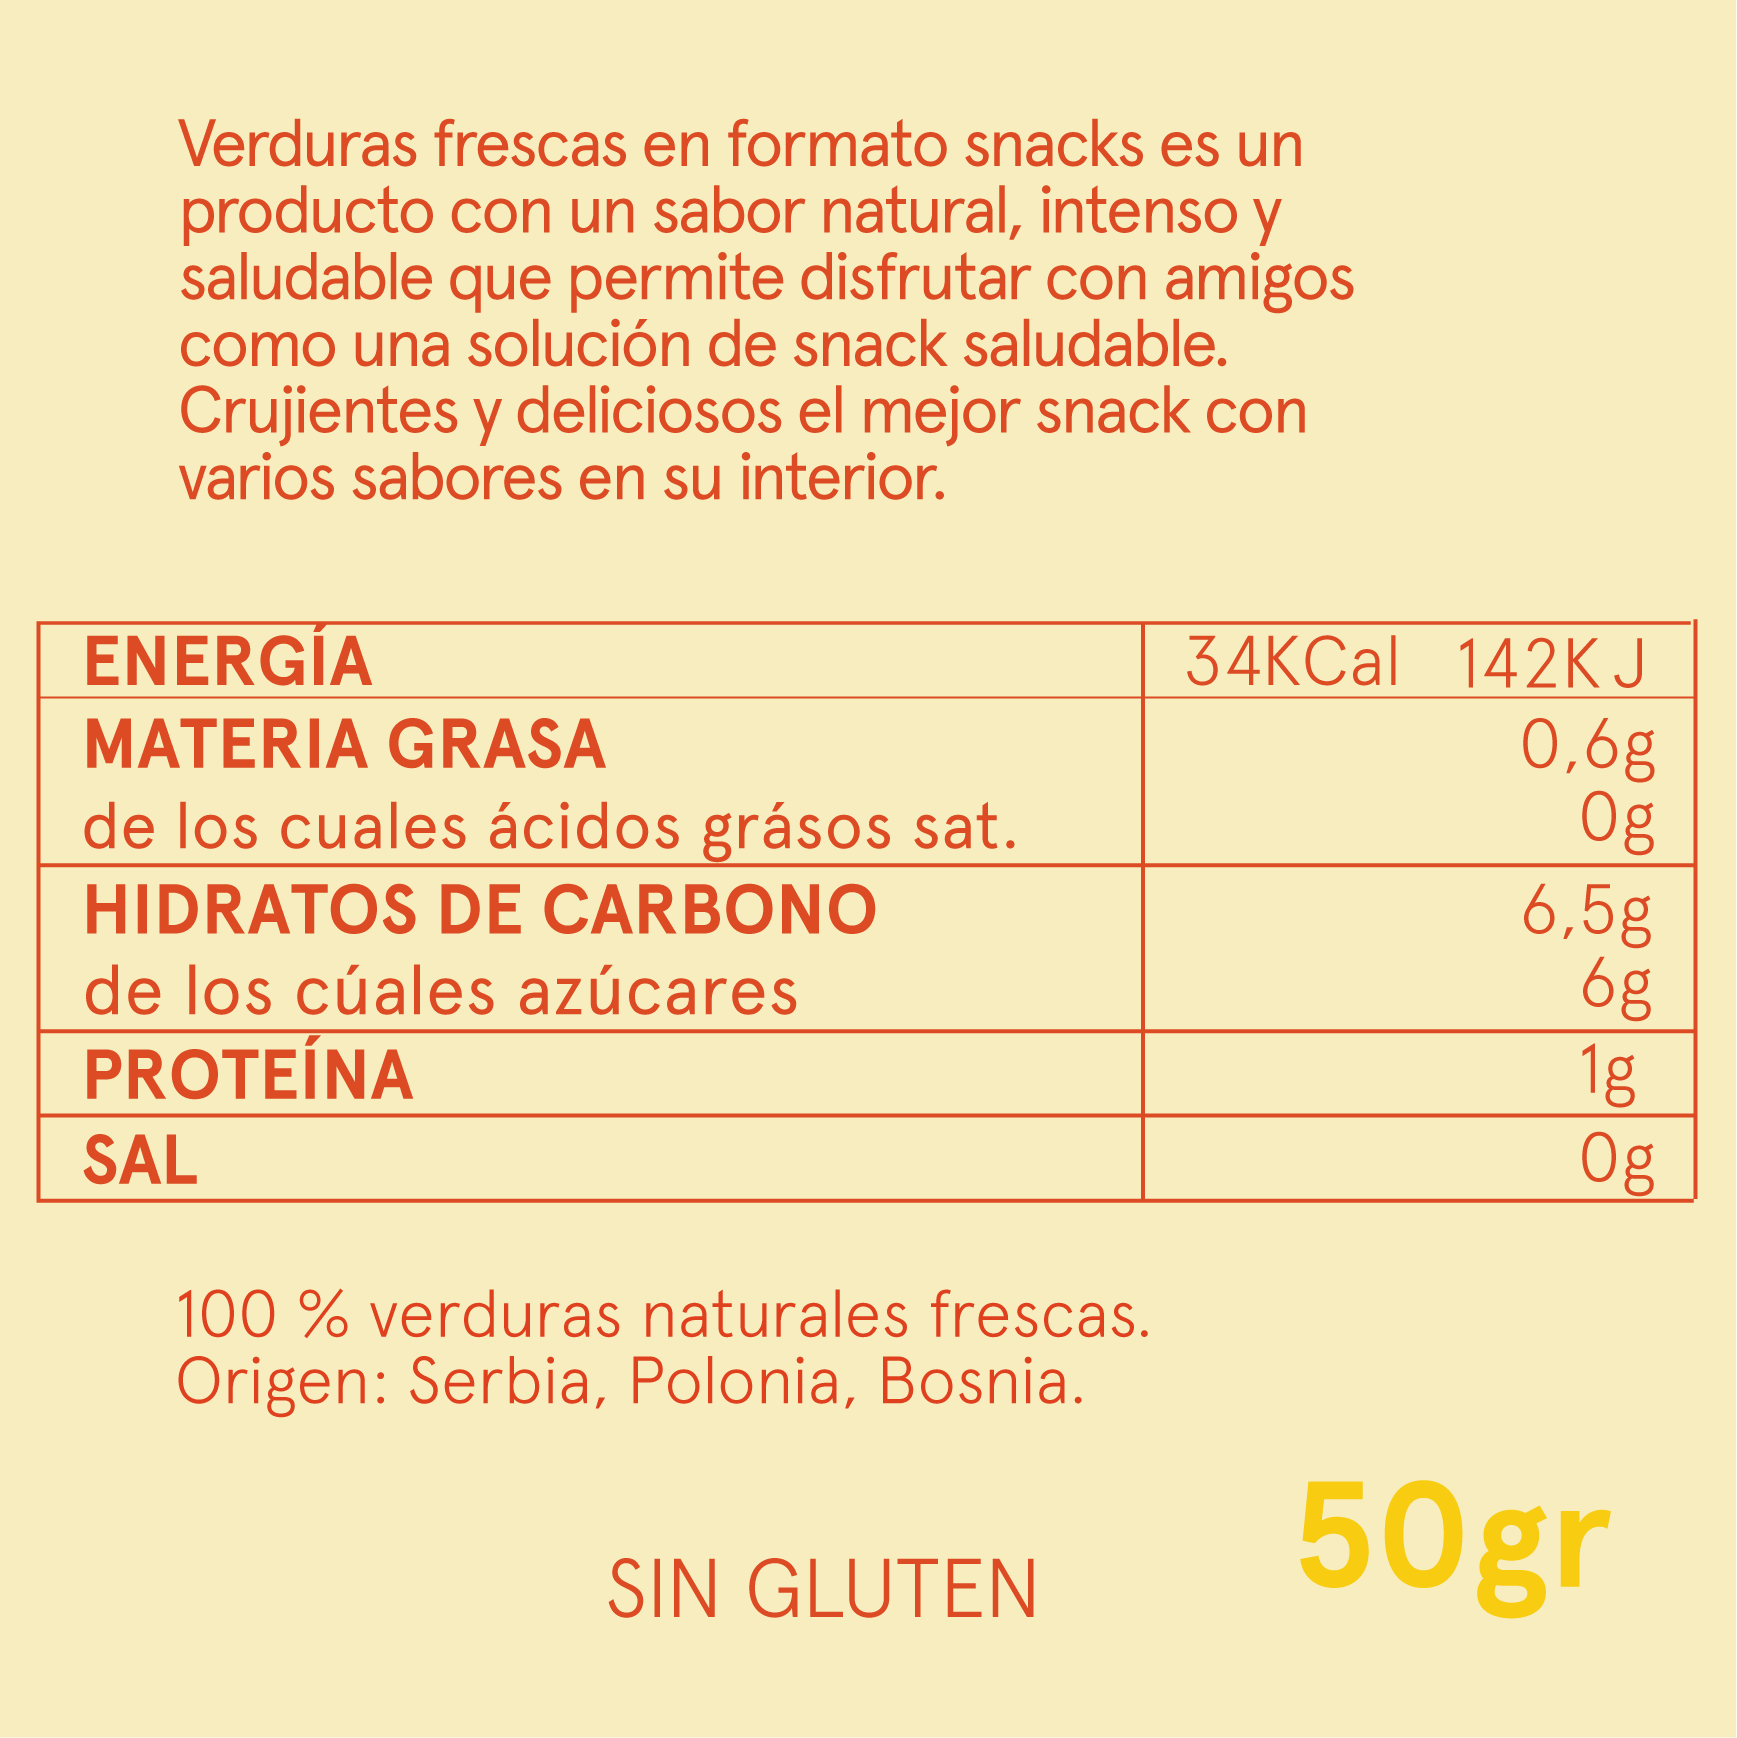 Verduras frescas en formato snacks es un
producto con un sabor natural, intenso y
saludable que permite disfrutar con amigos
como una solución de snack saludable.
Crujientes y deliciosos el mejor snack con
varios sabores en su interior.
ENERGÍA 34KCal 142K J
MATERIA GRASA 0,6g
de los cuales ácidos grásos sat. 0g
HIDRATOS DE CARBONO 6,5g
de los cúales azúcares 6g
PROTEÍNA 1g
SAL 0g
100 % verduras naturales frescas.
Origen: Serbia, Polonia, Bosnia.
50gr
SIN GLUTEN